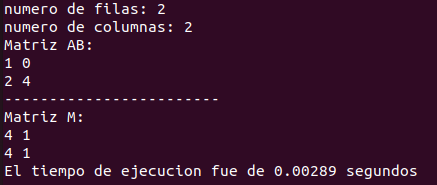 numero de filas: 2
numero de columnas: 2
Matriz AB:
1 0
2 4
------------------------
Matriz M:
4 1
4 1
El tiempo de ejecucion fue de 0.00289 segundos